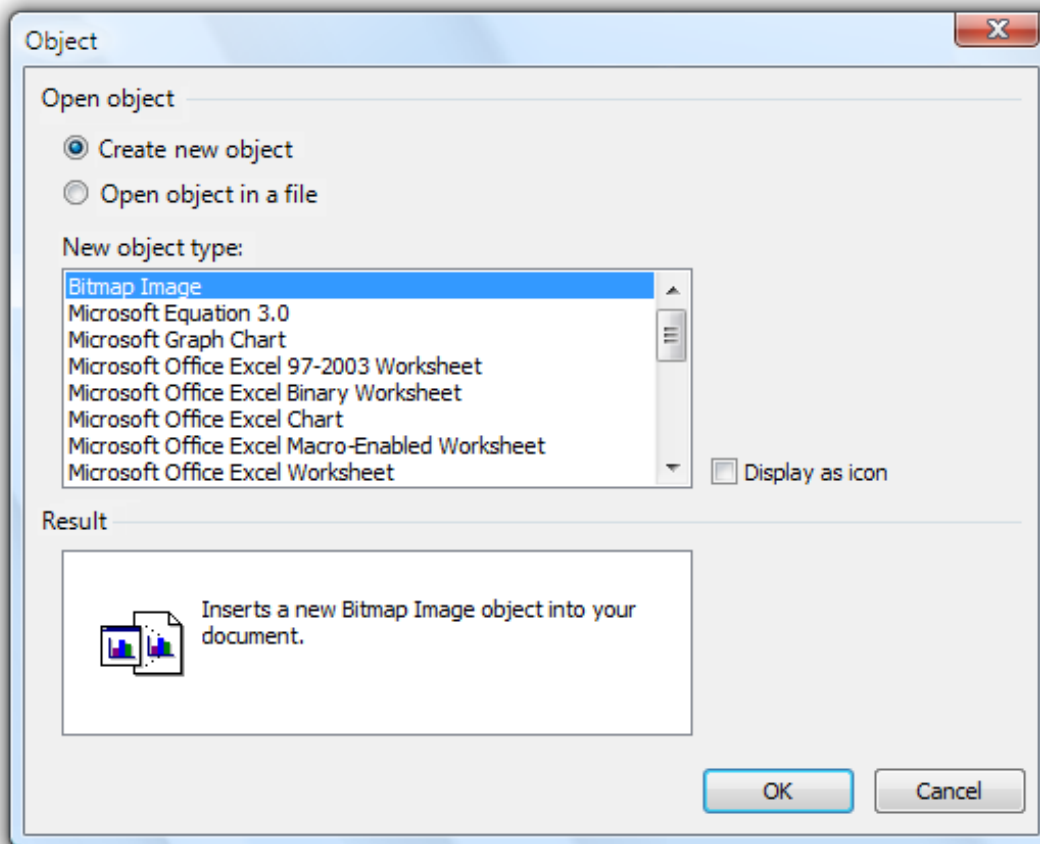 Object
Open object
Create new object
Open object in a file
New object type:
Bitmap Image
Microsoft Equation 3.0
Microsoft Graph Chart
Microsoft Office Excel 97-2003 Worksheet
Microsoft Office Excel Binary Worksheet
Microsoft Office Excel Chart
Microsoft Office Excel Macro-Enabled Worksheet
Microsoft Office Excel Worksheet
Display as icon
Result
Inserts a new Bitmap Image object into your
document.
OK
Cancel